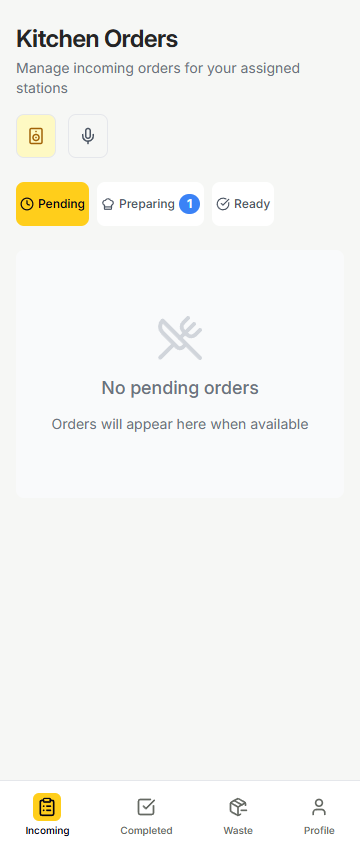 Kitchen Orders
Manage incoming orders for your assigned
stations
Pending
Preparing 1
Ready
No pending orders
Orders will appear here when available
Incoming
Completed
Waste
Profile